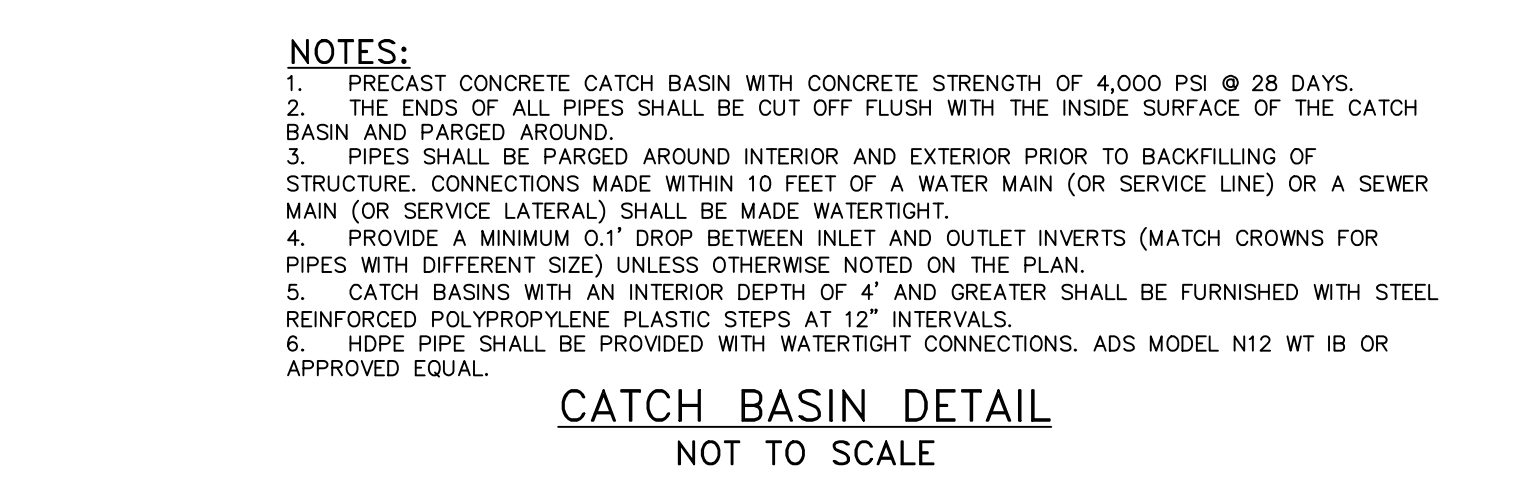 NOTES:
1. PRECAST CONCRETE CATCH BASIN WITH CONCRETE STRENGTH OF 4,000 PSI @ 28 DAYS.
2. THE ENDS OF ALL PIPES SHALL BE CUT OFF FLUSH WITH THE INSIDE SURFACE OF THE CATCH
BASIN AND PARGED AROUND.
3. PIPES SHALL BE PARGED AROUND INTERIOR AND EXTERIOR PRIOR TO BACKFILLING OF
STRUCTURE. CONNECTIONS MADE WITHIN 10 FEET OF A WATER MAIN (OR SERVICE LINE) OR A SEWER
MAIN (OR SERVICE LATERAL) SHALL BE MADE WATERTIGHT.
4. PROVIDE A MINIMUM 0.1' DROP BETWEEN INLET AND OUTLET INVERTS (MATCH CROWNS FOR
PIPES WITH DIFFERENT SIZE) UNLESS OTHERWISE NOTED ON THE PLAN.
5. CATCH BASINS WITH AN INTERIOR DEPTH OF 4' AND GREATER SHALL BE FURNISHED WITH STEEL
REINFORCED POLYPROPYLENE PLASTIC STEPS AT 12" INTERVALS.
6. HDPE PIPE SHALL BE PROVIDED WITH WATERTIGHT CONNECTIONS. ADS MODEL N12 WT IB OR
APPROVED EQUAL.
CATCH BASIN DETAIL
NOT TO SCALE